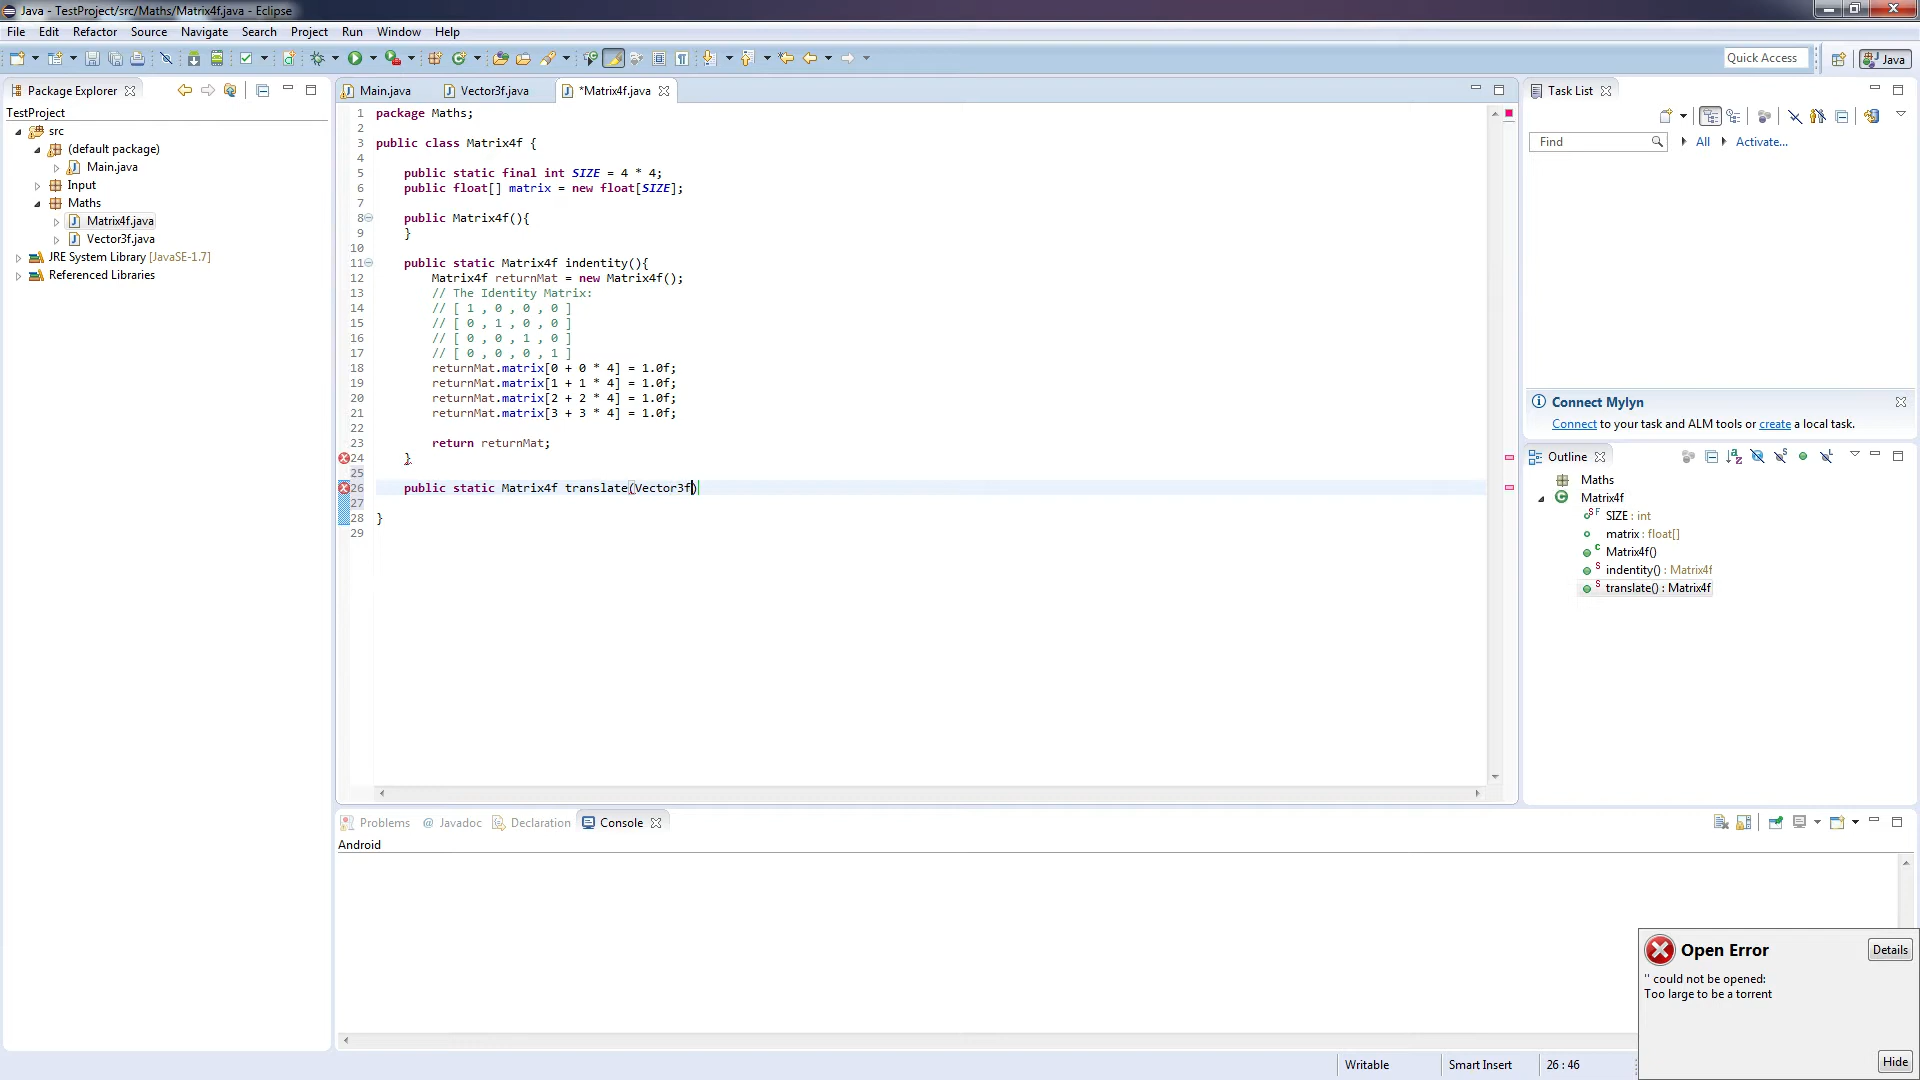 Java - TestProject/src/Maths/Matrix4f.java - Eclipse
File Edit Refactor Source Navigate Search Project Run Window Help
Quick Access
Java
Package Explorer
TestProject
src
(default package)
Main.java
Input
Maths
Matrix4f.java
Vector3f.java
JRE System Library [JavaSE-1.7]
Referenced Libraries
Main.java Vector3f.java *Matrix4f.java
1 package Maths;
2
3 public class Matrix4f {
4
5 public static final int SIZE = 4 * 4;
6 public float[] matrix = new float[SIZE];
7
8 public Matrix4f(){
9 }
10
11 public static Matrix4f indentity(){
12 Matrix4f returnMat = new Matrix4f();
13 // The Identity Matrix:
14 // [ 1 , 0 , 0 , 0 ]
15 // [ 0 , 1 , 0 , 0 ]
16 // [ 0 , 0 , 1 , 0 ]
17 // [ 0 , 0 , 0 , 1 ]
18 returnMat.matrix[0 + 0 * 4] = 1.0f;
19 returnMat.matrix[1 + 1 * 4] = 1.0f;
20 returnMat.matrix[2 + 2 * 4] = 1.0f;
21 returnMat.matrix[3 + 3 * 4] = 1.0f;
22
23 return returnMat;
24 }
25
26 public static Matrix4f translate(Vector3f)
27
28 }
29
Task List
Find All Activate...
Connect Mylyn
Connect to your task and ALM tools or create a local task.
Outline
Maths
Matrix4f
SIZE : int
matrix : float[]
Matrix4f()
indentity() : Matrix4f
translate() : Matrix4f
Problems @ Javadoc Declaration Console
Android
Open Error
Details
'' could not be opened:
Too large to be a torrent
Hide
Writable Smart Insert 26 : 46